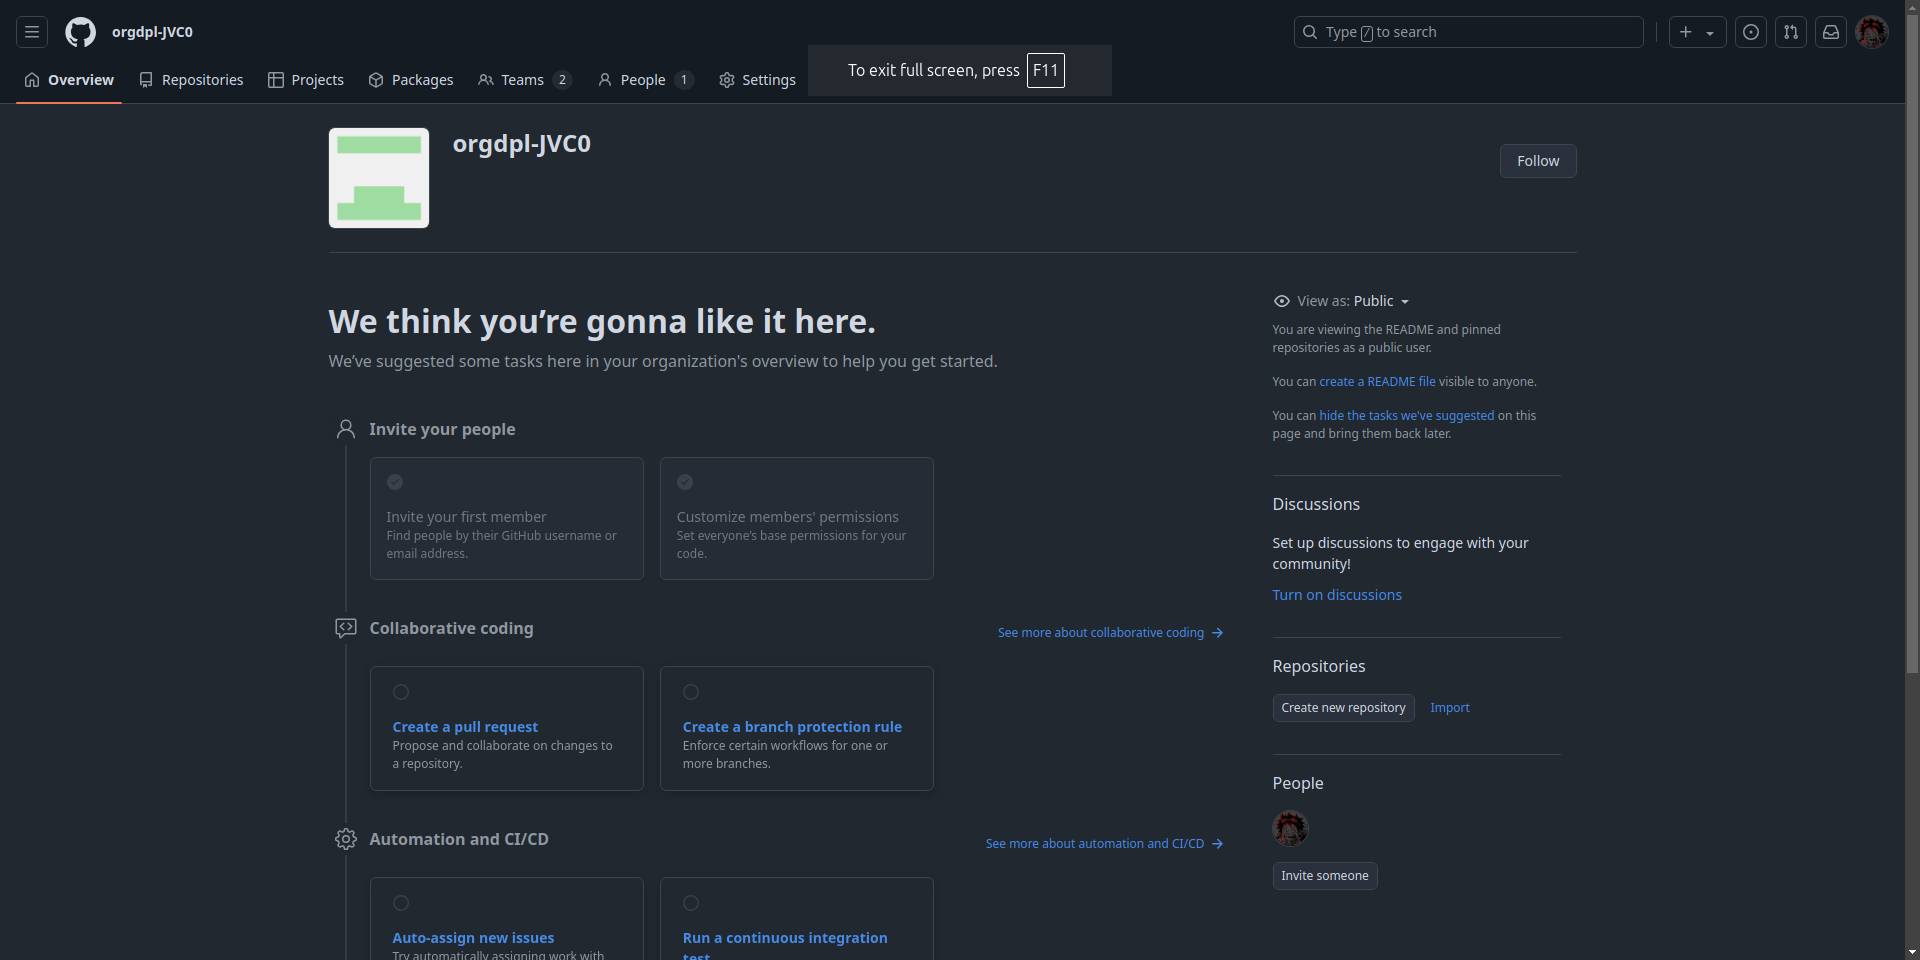 orgdpl-JVC0
Type / to search
Overview
Repositories
Projects
Packages
Teams 2
People 1
Settings
To exit full screen, press F11
orgdpl-JVC0
Follow
We think you’re gonna like it here.
We’ve suggested some tasks here in your organization's overview to help you get started.
Invite your people
Invite your first member
Find people by their GitHub username or
email address.
Customize members' permissions
Set everyone’s base permissions for your
code.
Collaborative coding
See more about collaborative coding
Create a pull request
Propose and collaborate on changes to
a repository.
Create a branch protection rule
Enforce certain workflows for one or
more branches.
Automation and CI/CD
See more about automation and CI/CD
Auto-assign new issues
Try automatically assigning work with
Run a continuous integration
test
View as: Public
You are viewing the README and pinned
repositories as a public user.
You can create a README file visible to anyone.
You can hide the tasks we've suggested on this
page and bring them back later.
Discussions
Set up discussions to engage with your
community!
Turn on discussions
Repositories
Create new repository
Import
People
Invite someone